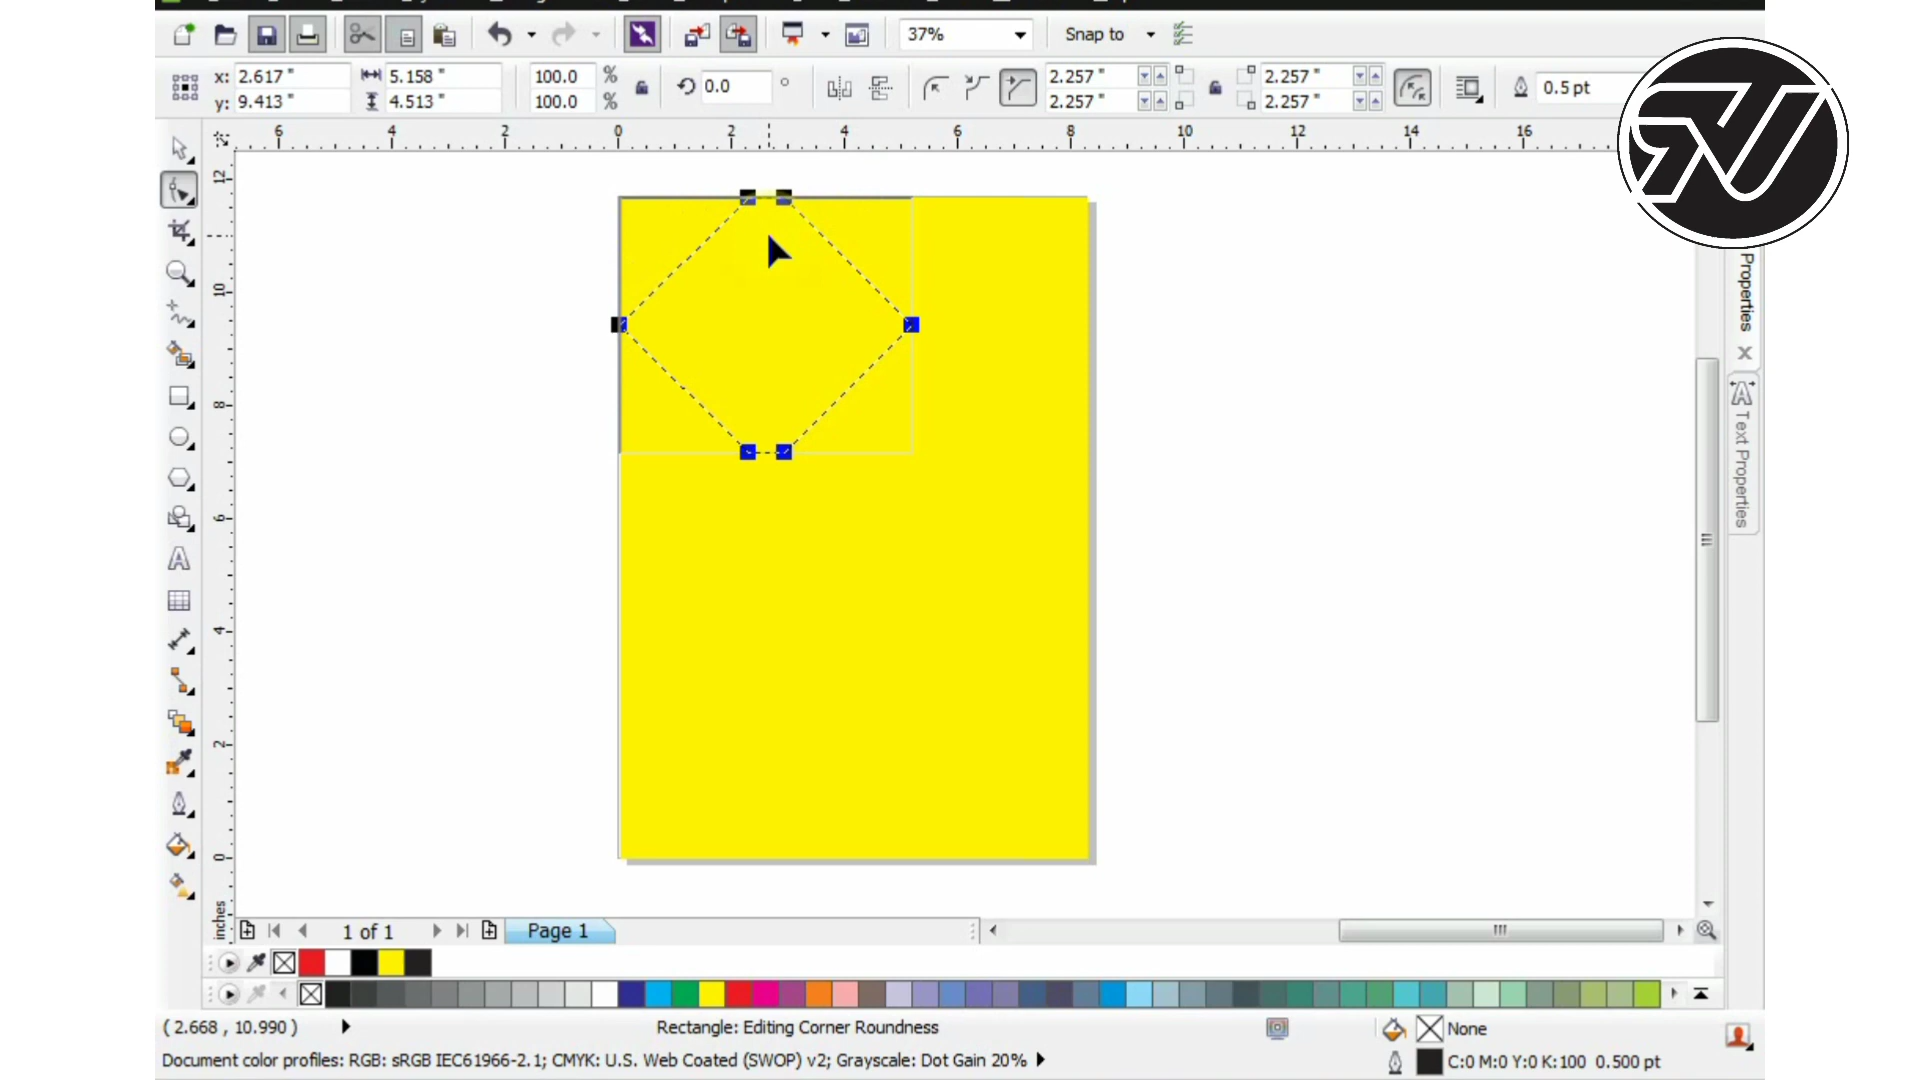 37%
Snap to
x: 2.617 " 5.158 " 100.0 % 0.0 ° 2.257 " 2.257 " 0.5 pt
y: 9.413 " 4.513 " 100.0 % 2.257 " 2.257 "
6 4 2 0 2 4 6 8 10 12 14 16
12
10
8
6
4
2
0
inches
Properties
Text Properties
1 of 1
Page 1
( 2.668 , 10.990 )
Rectangle: Editing Corner Roundness
None
Document color profiles: RGB: sRGB IEC61966-2.1; CMYK: U.S. Web Coated (SWOP) v2; Grayscale: Dot Gain 20%
C:0 M:0 Y:0 K:100 0.500 pt